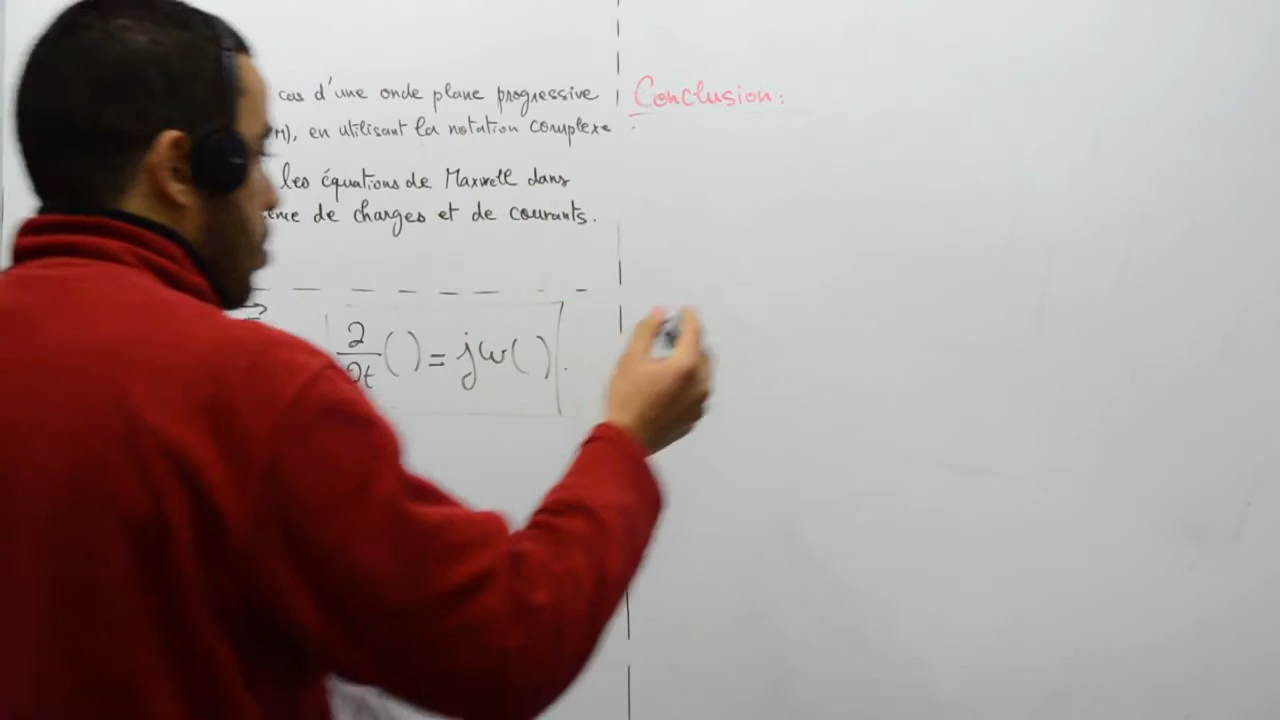 cas d'une onde plane progressive
M), en utilisant la notation complexe
les équations de Maxwell dans
ence de charges et de courants.
∂/∂t ( ) = jω( ).
Conclusion: